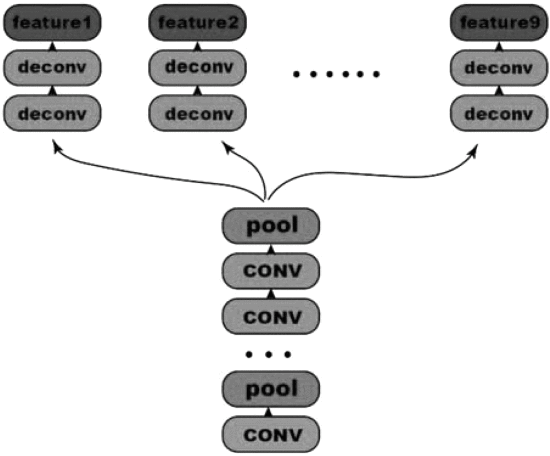 feature1 feature2 feature9
deconv deconv deconv
......
deconv deconv deconv
pool
CONV
CONV
...
pool
CONV